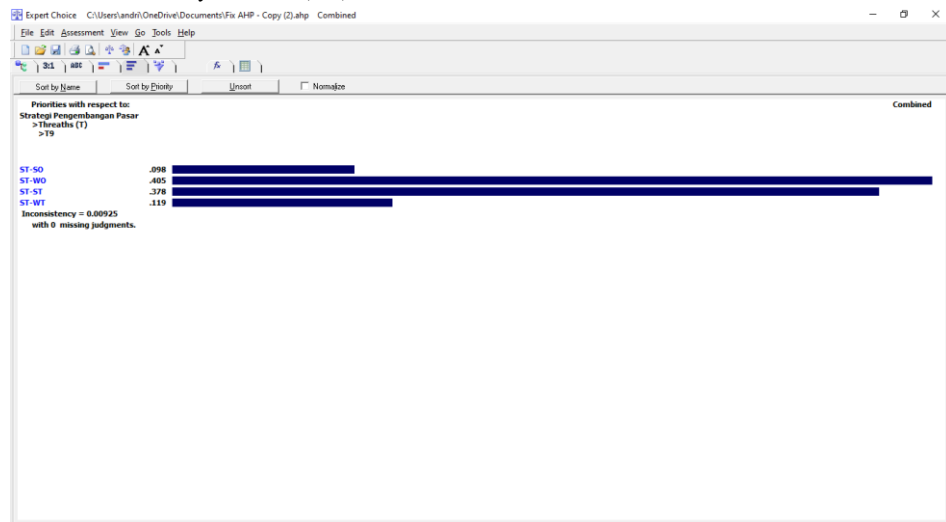 Expert Choice C:\Users\andri\OneDrive\Documents\Fix AHP - Copy (2).ahp Combined
File Edit Assessment View Go Tools Help
3:1 ABC
Sort by Name Sort by Priority Unsort Normalize
Priorities with respect to: Combined
Strategi Pengembangan Pasar
>Threaths (T)
>T9
ST-SO .098
ST-WO .405
ST-ST .378
ST-WT .119
Inconsistency = 0.00925
with 0 missing judgments.